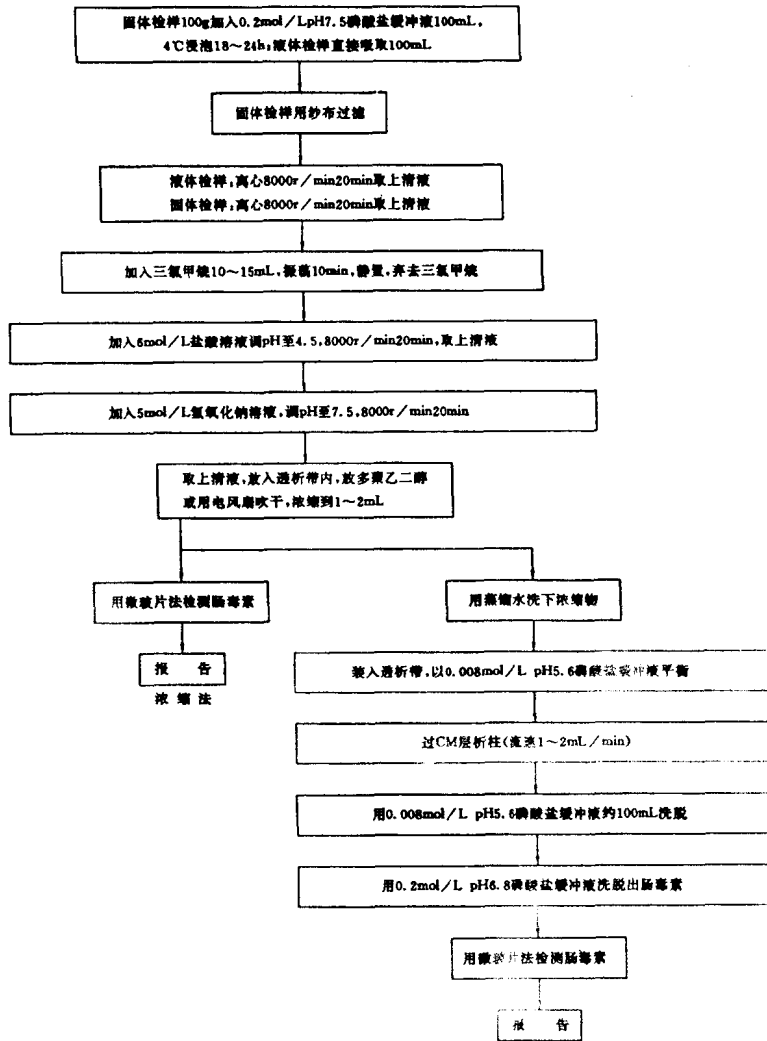 固体检样100g加入0.2mol/LpH7.5磷酸盐缓冲液100mL,
4℃浸泡18~24h;液体检样直接吸取100mL
固体检样用纱布过滤
液体检样:离心8000r/min20min取上清液
固体检样:离心8000r/min20min取上清液
加入三氯甲烷10~15mL,振荡10min,静置,弃去三氯甲烷
加入6mol/L盐酸溶液调pH至4.5,8000r/min20min,取上清液
加入5mol/L氢氧化钠溶液,调pH至7.5,8000r/min20min
取上清液,放入透析带内,放多聚乙二醇
或用电风扇吹干,浓缩到1~2mL
用微玻片法检测肠毒素
报 告
浓缩法
用蒸馏水洗下浓缩物
装入透析带,以0.008mol/L pH5.6磷酸盐缓冲液平衡
过CM层析柱(流速1~2mL/min)
用0.008mol/L pH5.6磷酸盐缓冲液约100mL洗脱
用0.2mol/L pH6.8磷酸盐缓冲液洗脱出肠毒素
用微玻片法检测肠毒素
报 告